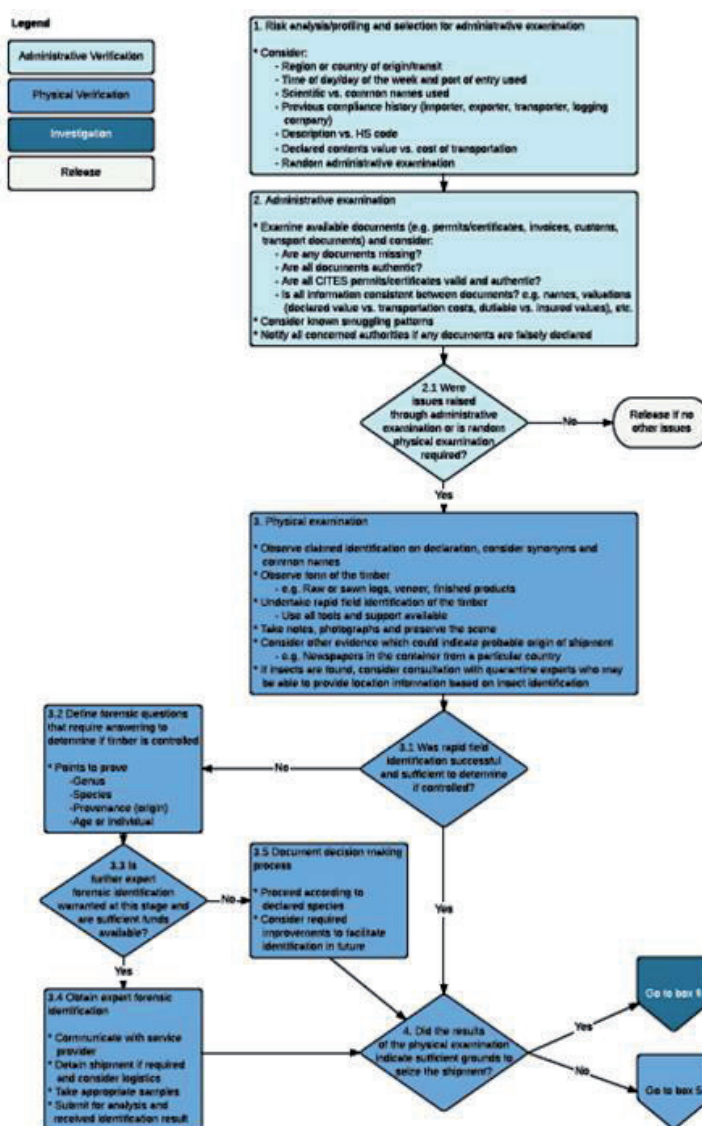 Legend
Administrative Verification
Physical Verification
Investigation
Release
1. Risk analysis/profiling and selection for administrative examination
* Consider:
- Region or country of origin/transit
- Time of day/day of the week and port of entry used
- Scientific vs. common names used
- Previous compliance history (importer, exporter, transporter, logging
company)
- Description vs. HS code
- Declared contents value vs. cost of transportation
- Random administrative examination
2. Administrative examination
* Examine available documents (e.g. permits/certificates, invoices, customs,
transport documents) and consider:
- Are any documents missing?
- Are all documents authentic?
- Are all CITES permits/certificates valid and authentic?
- Is all information consistent between documents? e.g. names, valuations
(declared value vs. transportation costs, dutiable vs. insured values), etc.
* Consider known smuggling patterns
* Notify all concerned authorities if any documents are falsely declared
2.1 Were
issues raised
through administrative
examination or is random
physical examination
required?
No
Release if no
other issues
Yes
3. Physical examination
* Observe claimed identification on declaration, consider synonyms and
common names
* Observe form of the timber
- e.g. Raw or sawn logs, veneer, finished products
* Undertake rapid field identification of the timber
- Use all tools and support available
* Take notes, photographs and preserve the scene
* Consider other evidence which could indicate probable origin of shipment
- e.g. Newspapers in the container from a particular country
* If insects are found, consider consultation with quarantine experts who may
be able to provide location information based on insect identification
3.1 Was rapid field
identification successful
and sufficient to determine
if controlled?
No
3.2 Define forensic questions
that require answering to
determine if timber is controlled
* Points to prove
-Genus
-Species
-Provenance (origin)
-Age or individual
3.3 Is
further expert
forensic identification
warranted at this stage and
are sufficient funds
available?
No
3.5 Document decision making
process
* Proceed according to
declared species
* Consider required
improvements to facilitate
identification in future
Yes
Yes
3.4 Obtain expert forensic
identification
* Communicate with service
provider
* Detain shipment if required
and consider logistics
* Take appropriate samples
* Submit for analysis and
received identification result
4. Did the results
of the physical examination
indicate sufficient grounds to
seize the shipment?
Yes
Go to box
No
Go to box 5